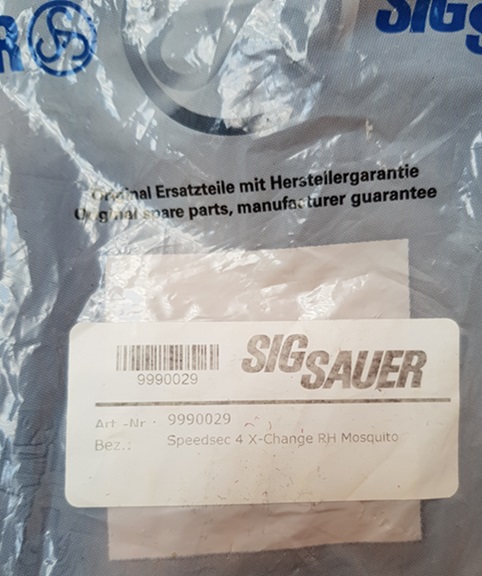 SIG
Original Ersatzteile mit Herstellergarantie
Original spare parts, manufacturer guarantee
SIG SAUER
9990029
Art.-Nr.: 9990029
Bez.: Speedsec 4 X-Change RH Mosquito